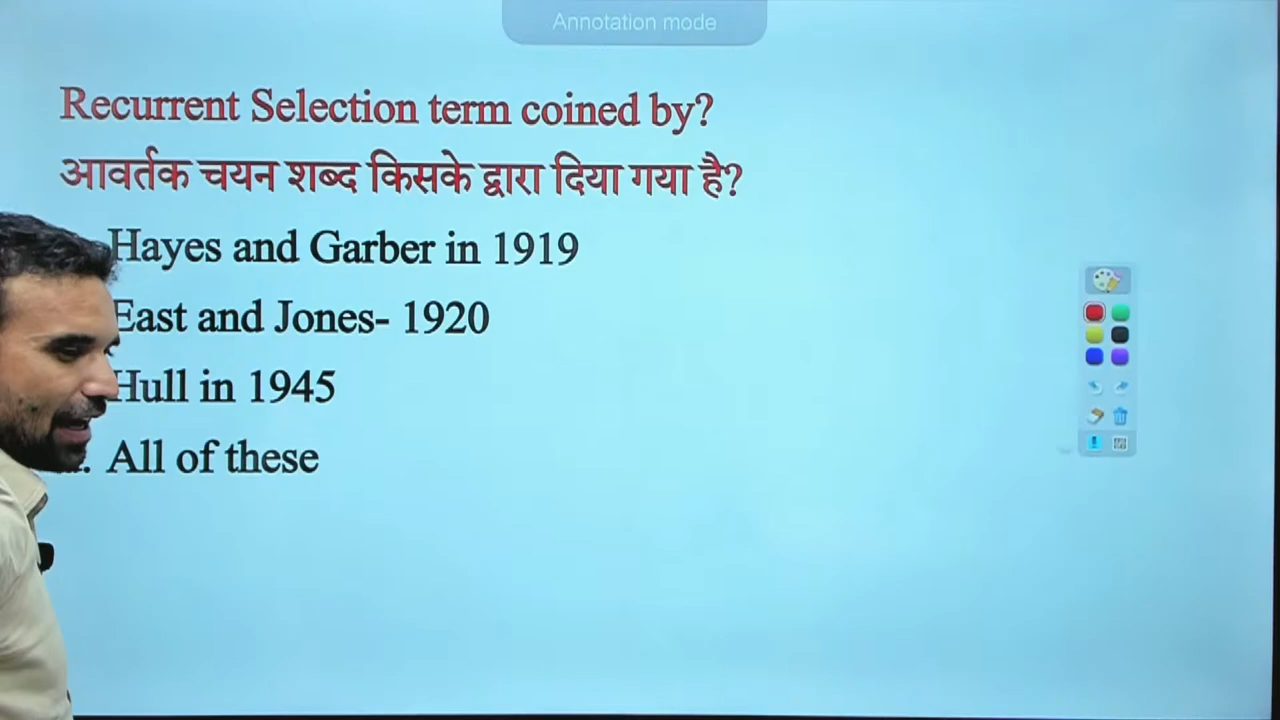 Annotation mode
Recurrent Selection term coined by?
आवर्तक चयन शब्द किसके द्वारा दिया गया है?
Hayes and Garber in 1919
East and Jones- 1920
Hull in 1945
All of these